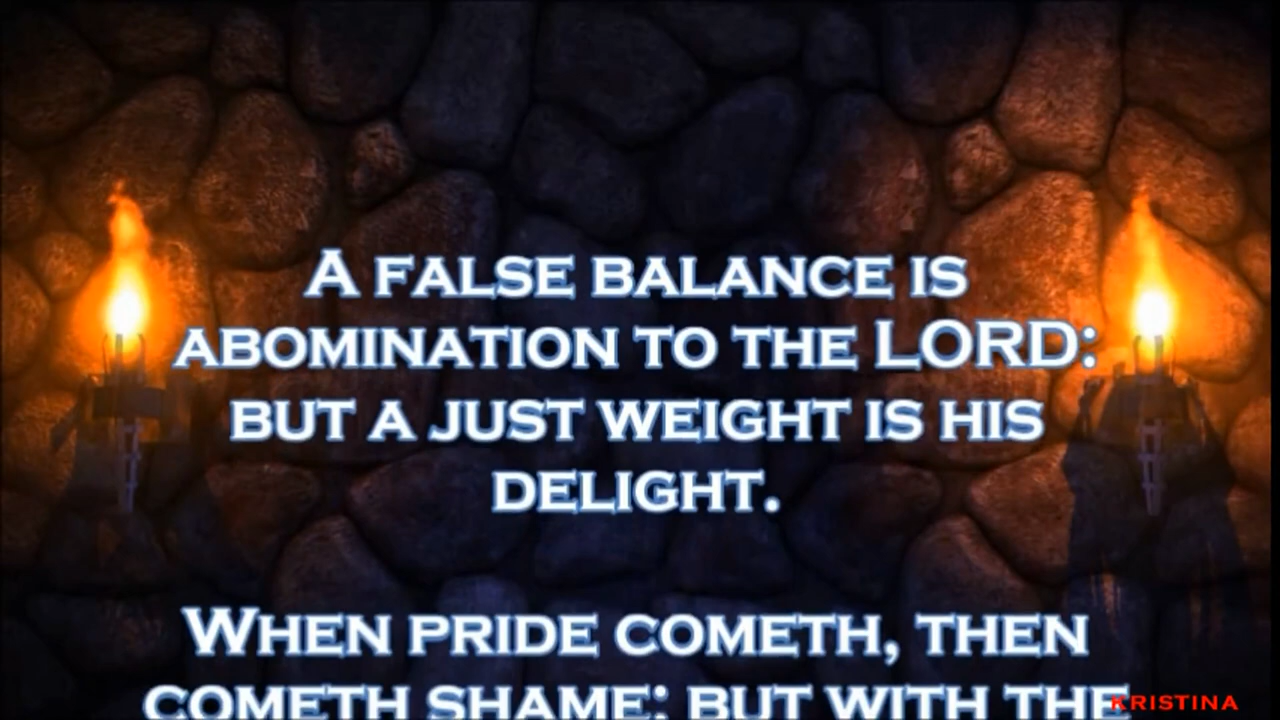 A FALSE BALANCE IS
ABOMINATION TO THE LORD:
BUT A JUST WEIGHT IS HIS
DELIGHT.
WHEN PRIDE COMETH, THEN
COMETH SHAME: BUT WITH THE
KRISTINA